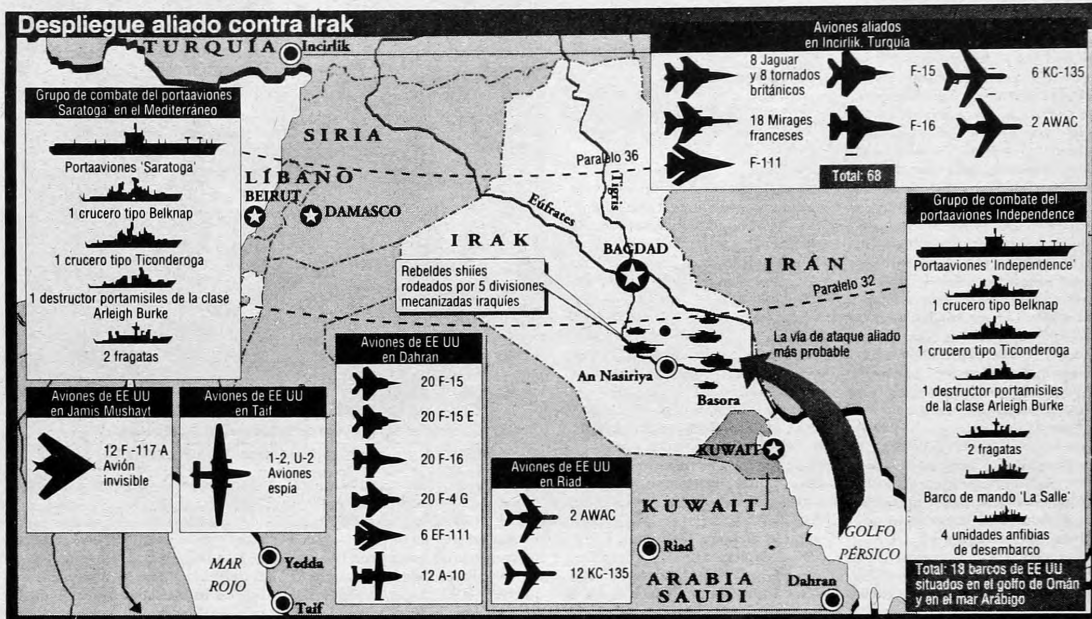 Despliegue aliado contra Irak
TURQUÍA
Incirlik
Aviones aliados
en Incirlik, Turquía
8 Jaguar
y 8 tornados
británicos
18 Mirages
franceses
F-111
F-15
F-16
6 KC-135
2 AWAC
Total: 68
Grupo de combate del portaaviones
'Saratoga' en el Mediterráneo
Portaaviones 'Saratoga'
1 crucero tipo Belknap
1 crucero tipo Ticonderoga
1 destructor portamisiles de la clase
Arleigh Burke
2 fragatas
SIRIA
LÍBANO
BEIRUT
DAMASCO
Paralelo 36
Tigris
Eúfrates
IRAK
BAGDAD
IRÁN
Paralelo 32
Rebeldes shiíes
rodeados por 5 divisiones
mecanizadas iraquíes
La vía de ataque aliado
más probable
An Nasiriya
Basora
KUWAIT
KUWAIT
Grupo de combate del
portaaviones Independence
Portaaviones 'Independence'
1 crucero tipo Belknap
1 crucero tipo Ticonderoga
1 destructor portamisiles
de la clase Arleigh Burke
2 fragatas
Barco de mando 'La Salle'
4 unidades anfibias
de desembarco
Total: 18 barcos de EE UU
situados en el golfo de Omán
y en el mar Arábigo
Aviones de EE UU
en Jamis Mushayt
12 F -117 A
Avión
invisible
Aviones de EE UU
en Taif
1-2, U-2
Aviones
espía
Aviones de EE UU
en Dahran
20 F-15
20 F-15 E
20 F-16
20 F-4 G
6 EF-111
12 A-10
Aviones de EE UU
en Riad
2 AWAC
12 KC-135
MAR
ROJO
Yedda
Taif
Riad
ARABIA
SAUDI
Dahran
GOLFO
PÉRSICO